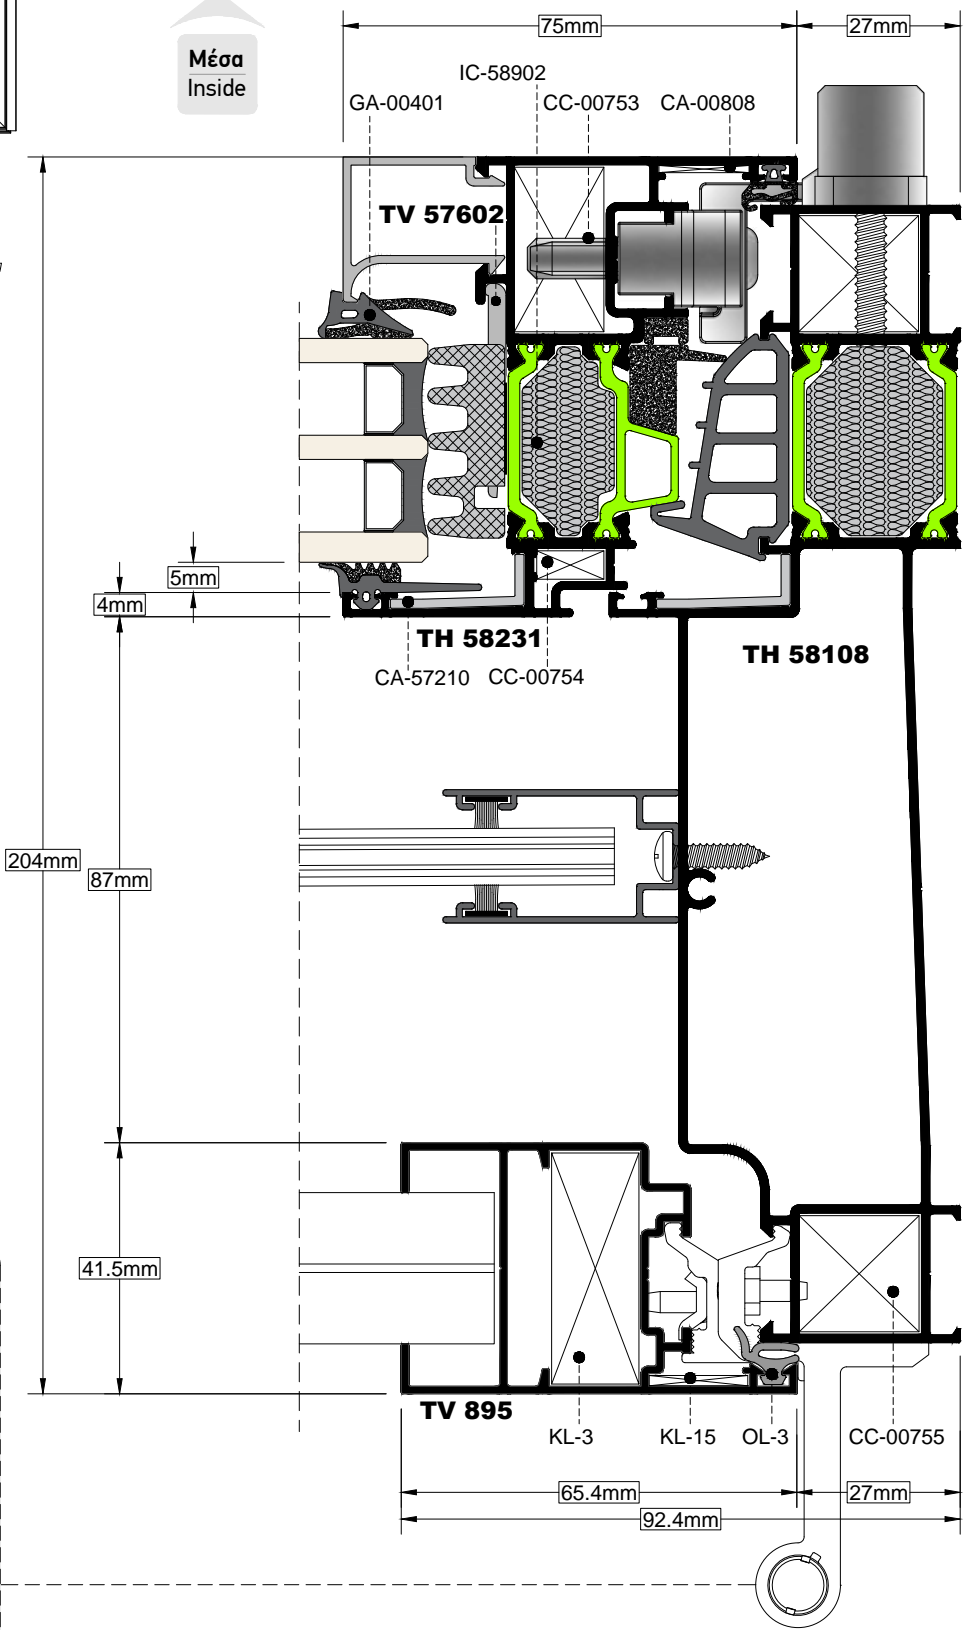 75mm
27mm
Μέσα
Inside
IC-58902
GA-00401
CC-00753
CA-00808
TV 57602
5mm
4mm
TH 58231
TH 58108
CA-57210
CC-00754
204mm
87mm
41.5mm
TV 895
KL-3
KL-15
OL-3
CC-00755
65.4mm
27mm
92.4mm